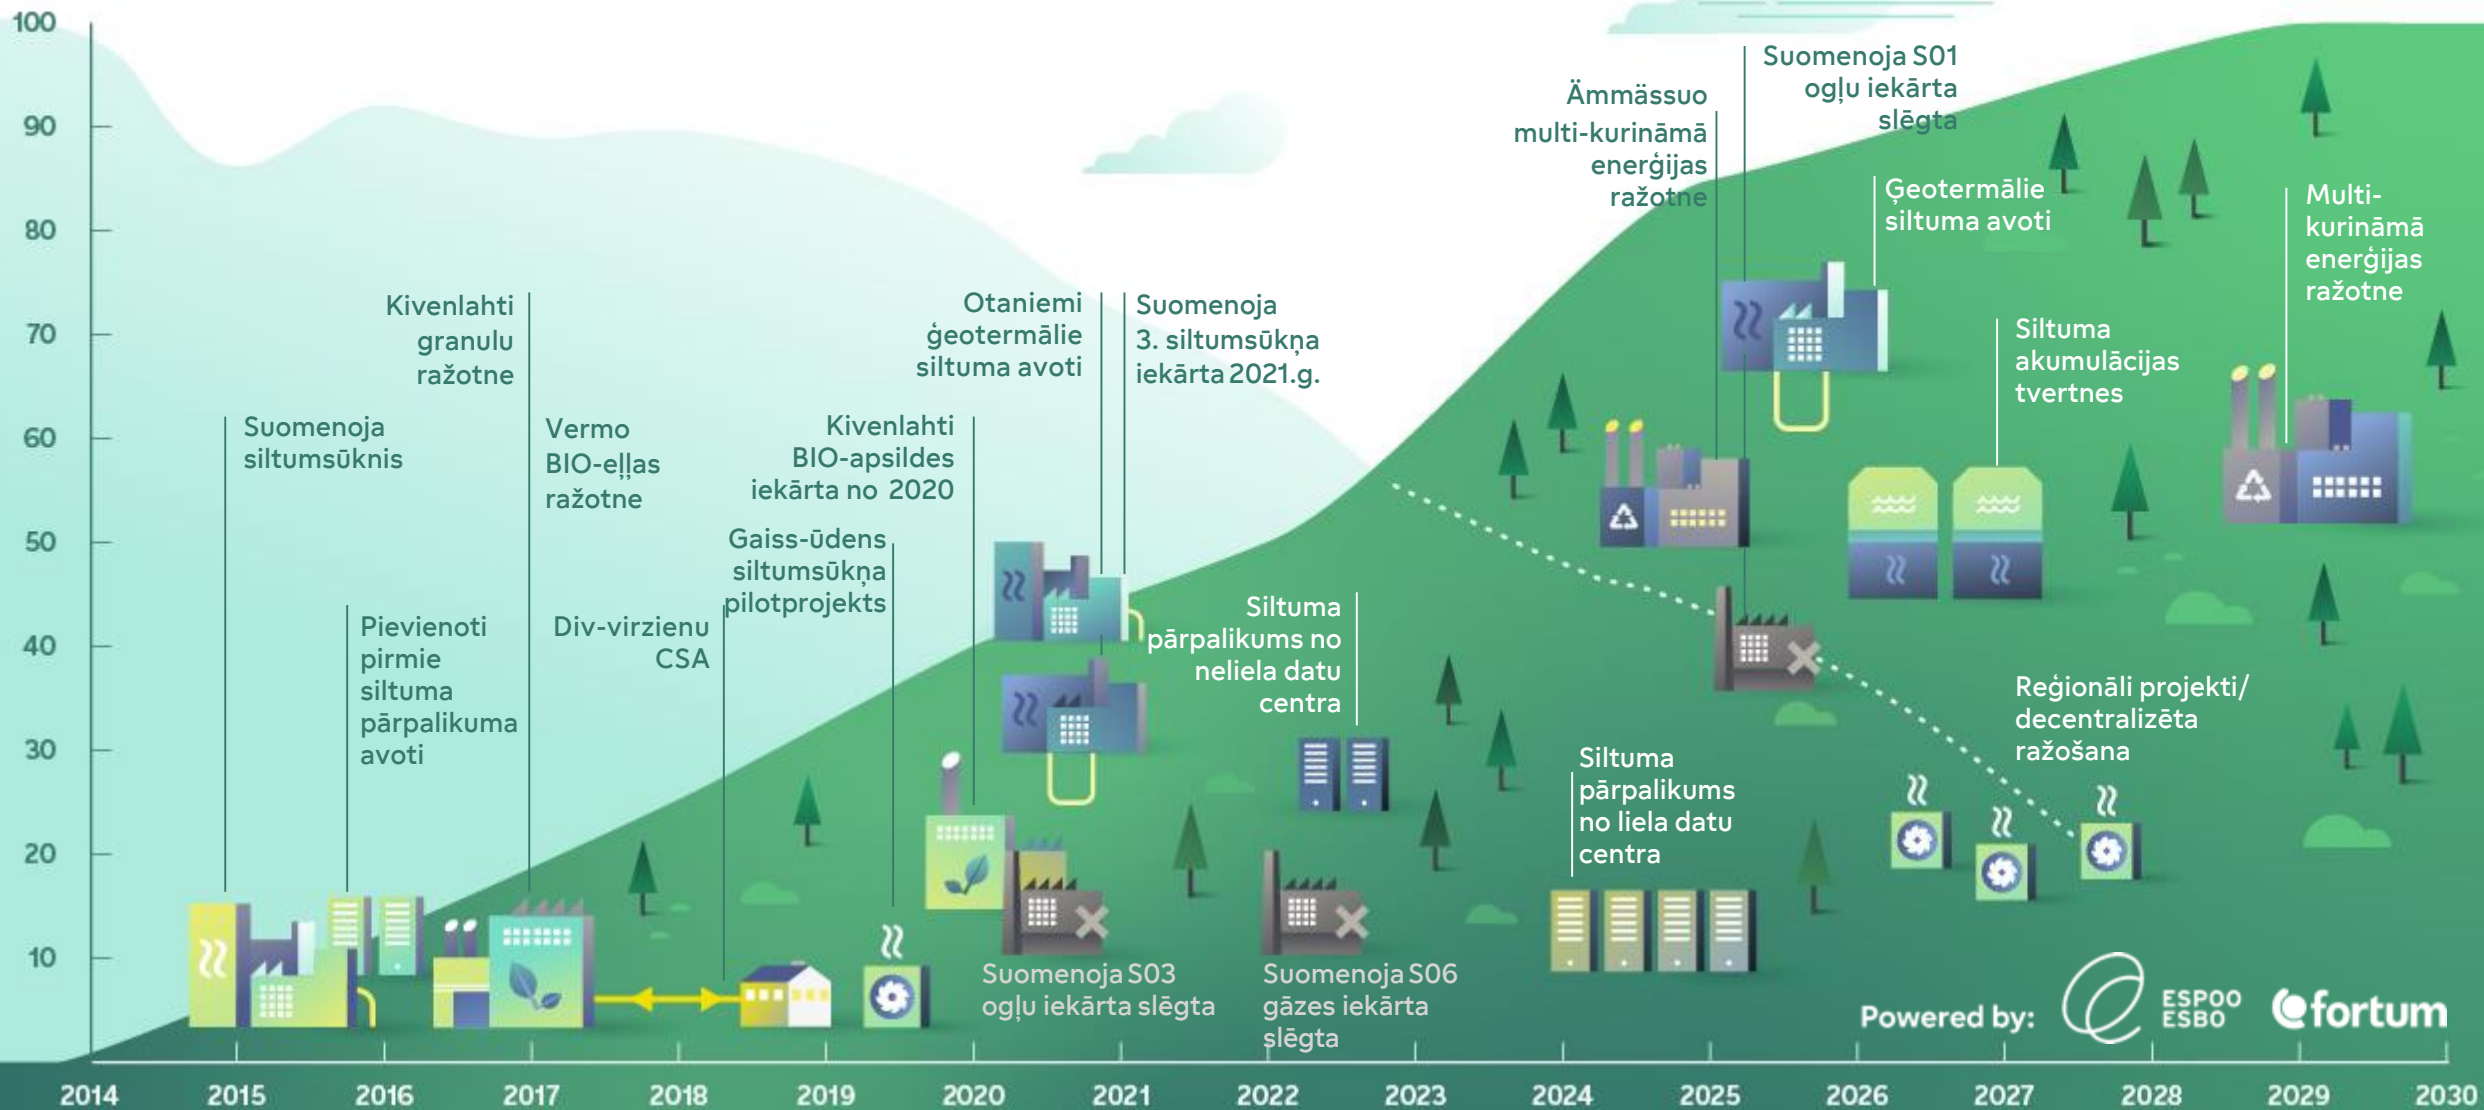 100
90
80
70
60
50
40
30
20
10
Suomenoja
siltumsūknis
Pievienoti
pirmie
siltuma
pārpalikuma
avoti
Kivenlahti
granulu
ražotne
Vermo
BIO-eļļas
ražotne
Div-virzienu
CSA
Gaiss-ūdens
siltumsūkņa
pilotprojekts
Kivenlahti
BIO-apsildes
iekārta no 2020
Otaniemi
ģeotermālie
siltuma avoti
Suomenoja
3. siltumsūkņa
iekārta 2021.g.
Suomenoja S03
ogļu iekārta slēgta
Suomenoja S06
gāzes iekārta
slēgta
Siltuma
pārpalikums no
neliela datu
centra
Siltuma
pārpalikums
no liela datu
centra
Ämmässuo
multi-kurināmā
enerģijas
ražotne
Suomenoja S01
ogļu iekārta
slēgta
Ģeotermālie
siltuma avoti
Siltuma
akumulācijas
tvertnes
Multi-
kurināmā
enerģijas
ražotne
Reģionāli projekti/
decentralizēta
ražošana
Powered by:
ESPOO
ESBO
fortum
2014 2015 2016 2017 2018 2019 2020 2021 2022 2023 2024 2025 2026 2027 2028 2029 2030